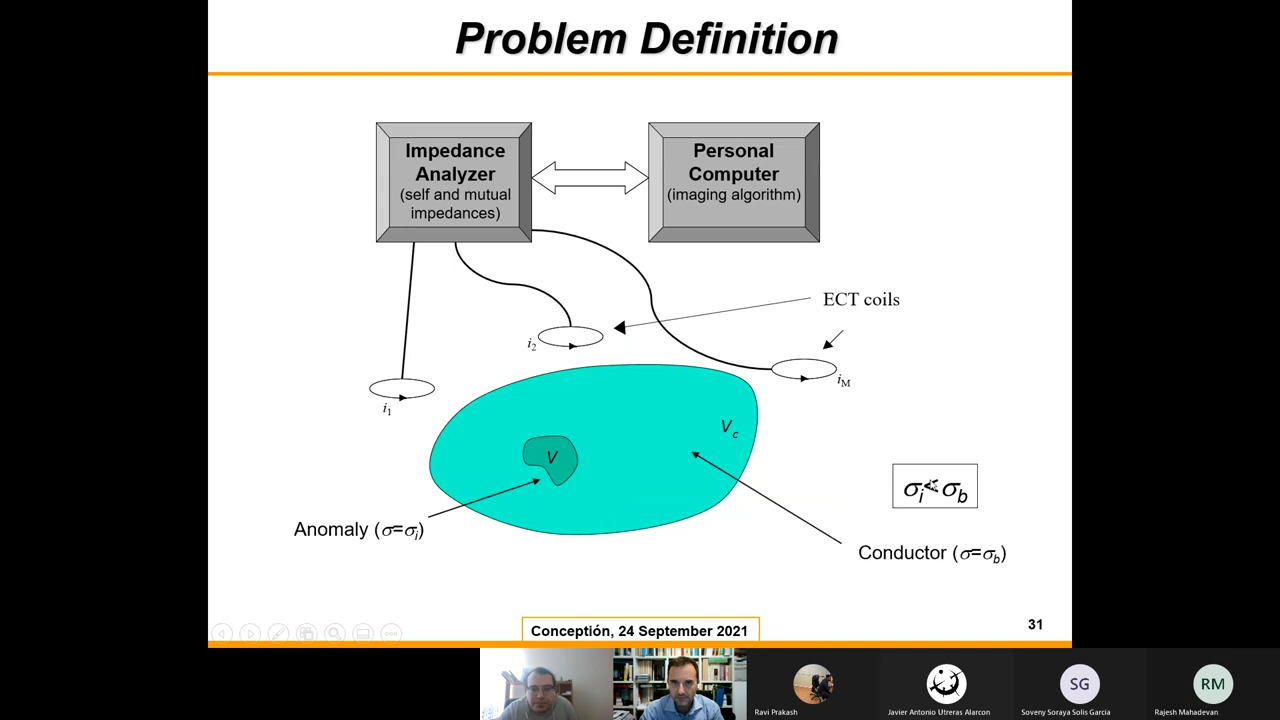 Problem Definition
Impedance
Analyzer
(self and mutual
impedances)
Personal
Computer
(imaging algorithm)
ECT coils
i2
iM
i1
Vc
V
σi<σb
Anomaly (σ=σi)
Conductor (σ=σb)
Conceptión, 24 September 2021
31
SG
RM
Ravi Prakash
Javier Antonio Utreras Alarcon
Soveny Soraya Solis Garcia
Rajesh Mahadevan